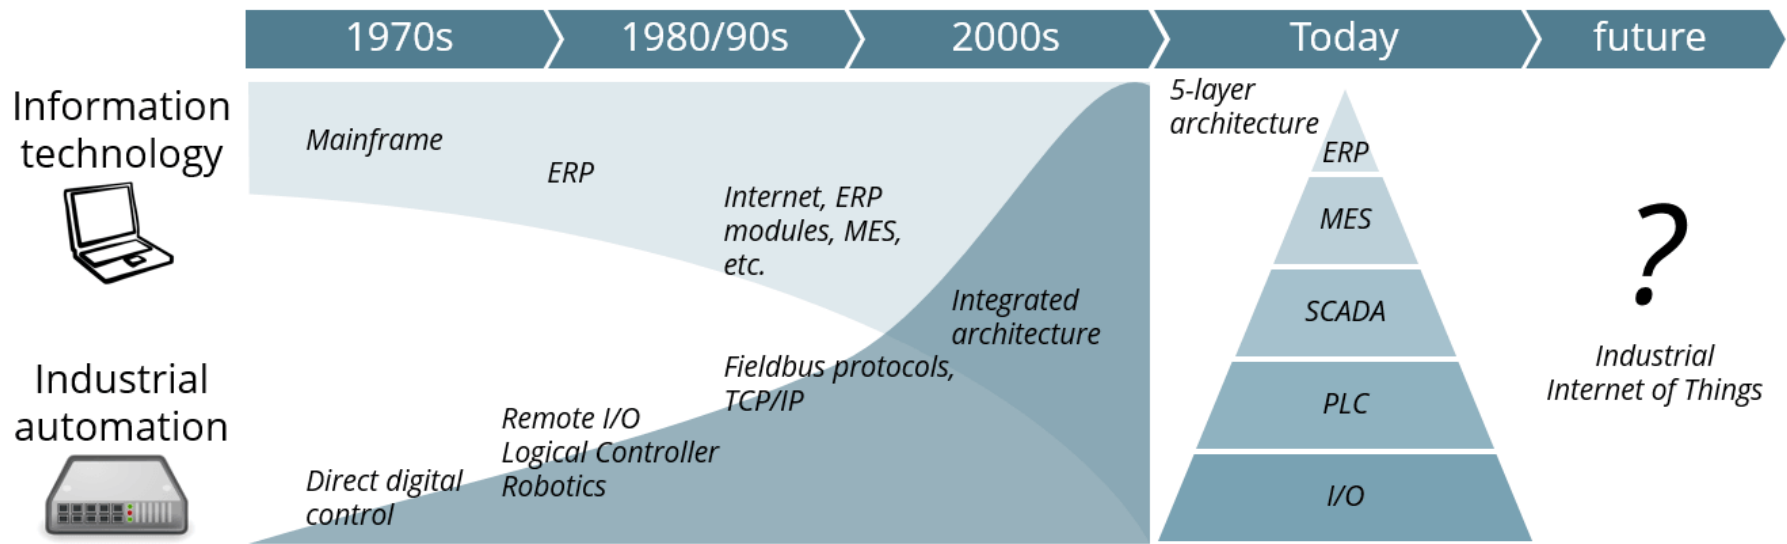 1970s
1980/90s
2000s
Today
future
Information
technology
Mainframe
ERP
Internet, ERP
modules, MES,
etc.
Integrated
architecture
Industrial
automation
Direct digital
control
Remote I/O
Logical Controller
Robotics
Fieldbus protocols,
TCP/IP
5-layer
architecture
ERP
MES
SCADA
PLC
I/O
?
Industrial
Internet of Things